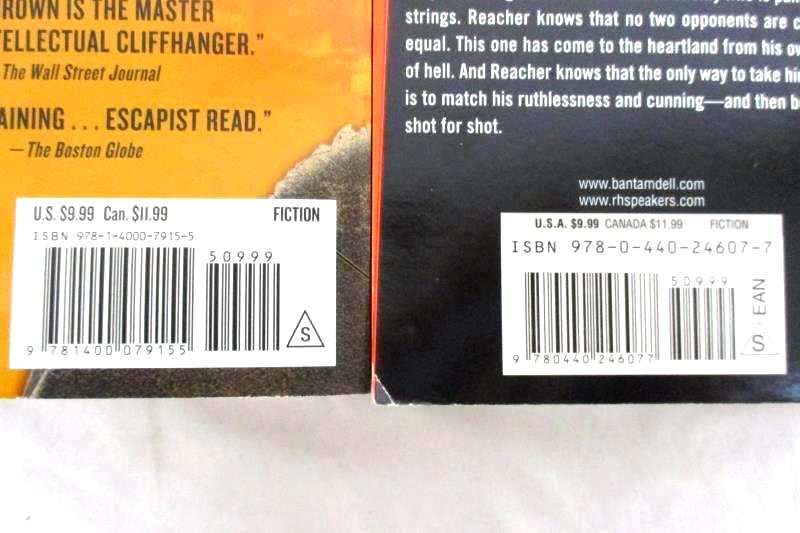 ROWN IS THE MASTER
TELLECTUAL CLIFFHANGER.”
The Wall Street Journal
AINING . . . ESCAPIST READ.”
—The Boston Globe
U.S. $9.99 Can. $11.99 FICTION
ISBN 978-1-4000-7915-5
50999
9 781400 079155
S
strings. Reacher knows that no two opponents are c
equal. This one has come to the heartland from his ow
of hell. And Reacher knows that the only way to take hi
is to match his ruthlessness and cunning—and then b
shot for shot.
www.bantamdell.com
www.rhspeakers.com
U.S.A. $9.99 CANADA $11.99 FICTION
ISBN 978-0-440-24607-7
50999
9 780440 246077
S · EAN